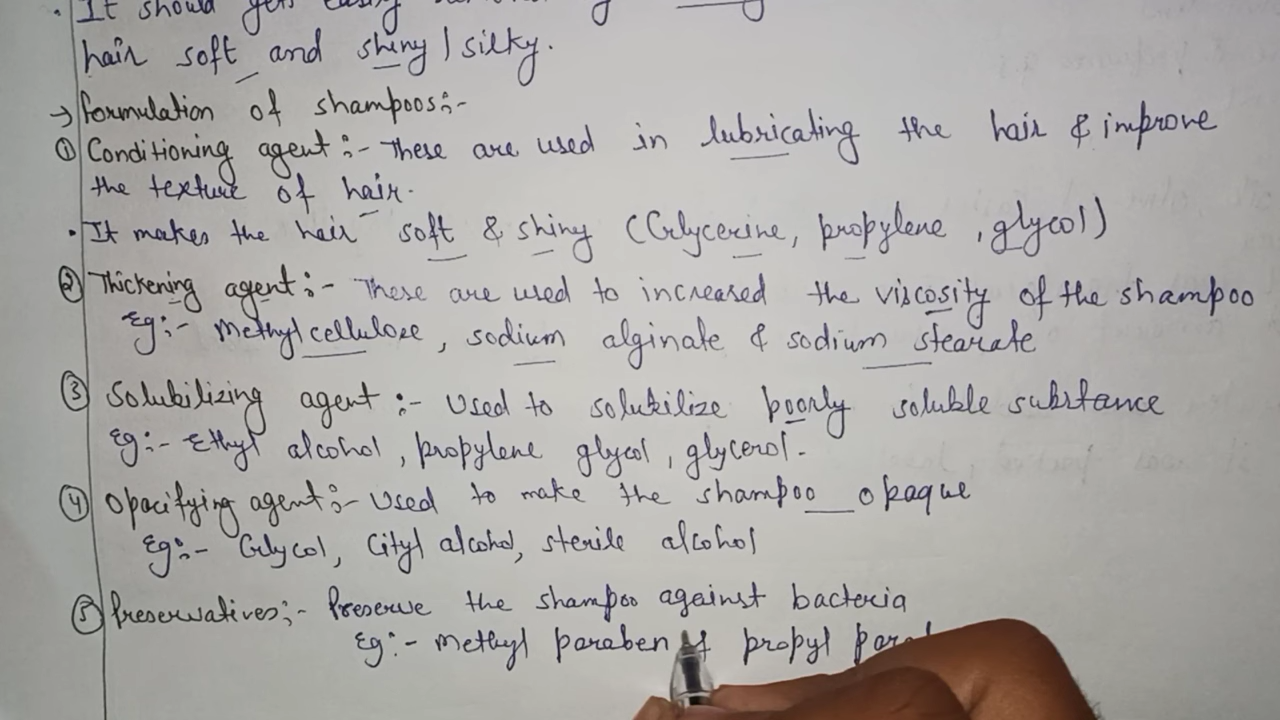 . It should
hair soft and shiny / silky.
→ formulation of shampoos:-
① Conditioning agent:- These are used in lubricating the hair & improve
the texture of hair.
. It makes the hair soft & shiny (Glycerine, propylene, glycol)
② Thickening agent:- These are used to increased the viscosity of the shampoo
Eg:- Methyl cellulose, sodium alginate & sodium stearate
③ Solubilizing agent:- Used to solubilize poorly soluble substance
Eg:- Ethyl alcohol, propylene glycol, glycerol.
④ Opacifying agent:- Used to make the shampoo opaque
Eg:- Glycol, Cityl alcohol, sterile alcohol
⑤ Preservatives:- Preserve the shampoo against bacteria
Eg:- Methyl paraben & propyl